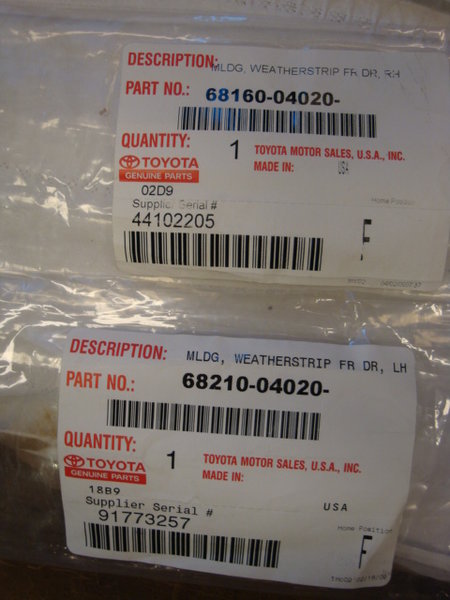 DESCRIPTION: MLDG, WEATHERSTRIP FR DR, RH
PART NO.: 68160-04020-
QUANTITY: 1 TOYOTA MOTOR SALES, U.S.A., INC.
TOYOTA MADE IN: USA
GENUINE PARTS
02D9
Supplier Serial # Home Position
44102205 F
DESCRIPTION: MLDG, WEATHERSTRIP FR DR, LH
PART NO.: 68210-04020-
QUANTITY: 1 TOYOTA MOTOR SALES, U.S.A., INC.
TOYOTA MADE IN:
GENUINE PARTS
18B9 USA
Supplier Serial #
91773257 Home Position
F